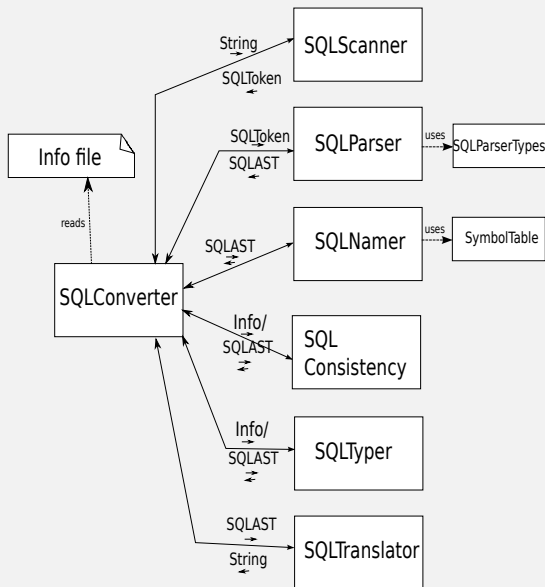 String
SQLToken
SQLScanner
SQLToken
SQLAST
SQLParser
uses
SQLParserTypes
Info file
reads
SQLAST
SQLNamer
uses
SymbolTable
SQLConverter
Info/
SQLAST
SQL
Consistency
Info/
SQLAST
SQLTyper
SQLAST
String
SQLTranslator